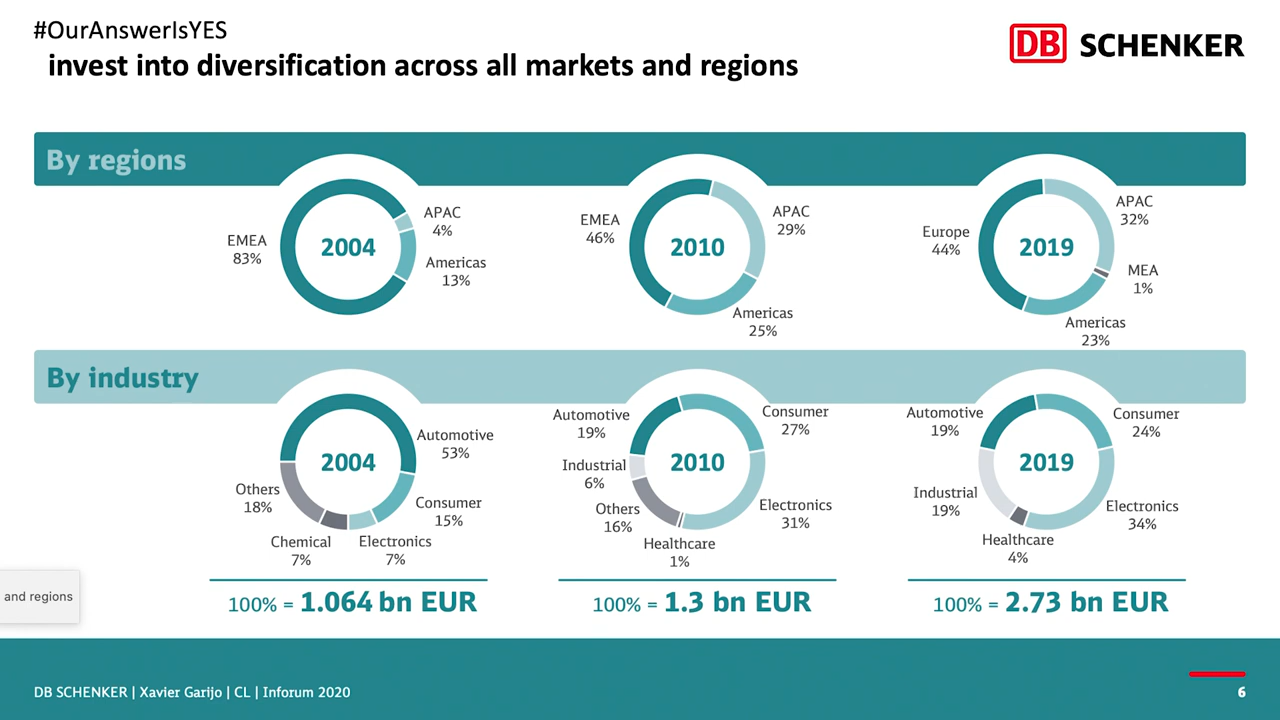 #OurAnswerIsYES
invest into diversification across all markets and regions
DB SCHENKER
By regions
EMEA
83%
2004
APAC
4%
Americas
13%
EMEA
46%
2010
APAC
29%
Americas
25%
Europe
44%
2019
APAC
32%
MEA
1%
Americas
23%
By industry
2004
Automotive
53%
Consumer
15%
Electronics
7%
Chemical
7%
Others
18%
Automotive
19%
2010
Consumer
27%
Industrial
6%
Others
16%
Electronics
31%
Healthcare
1%
Automotive
19%
2019
Consumer
24%
Industrial
19%
Electronics
34%
Healthcare
4%
100% = 1.064 bn EUR
100% = 1.3 bn EUR
100% = 2.73 bn EUR
and regions
DB SCHENKER | Xavier Garijo | CL | Inforum 2020
6